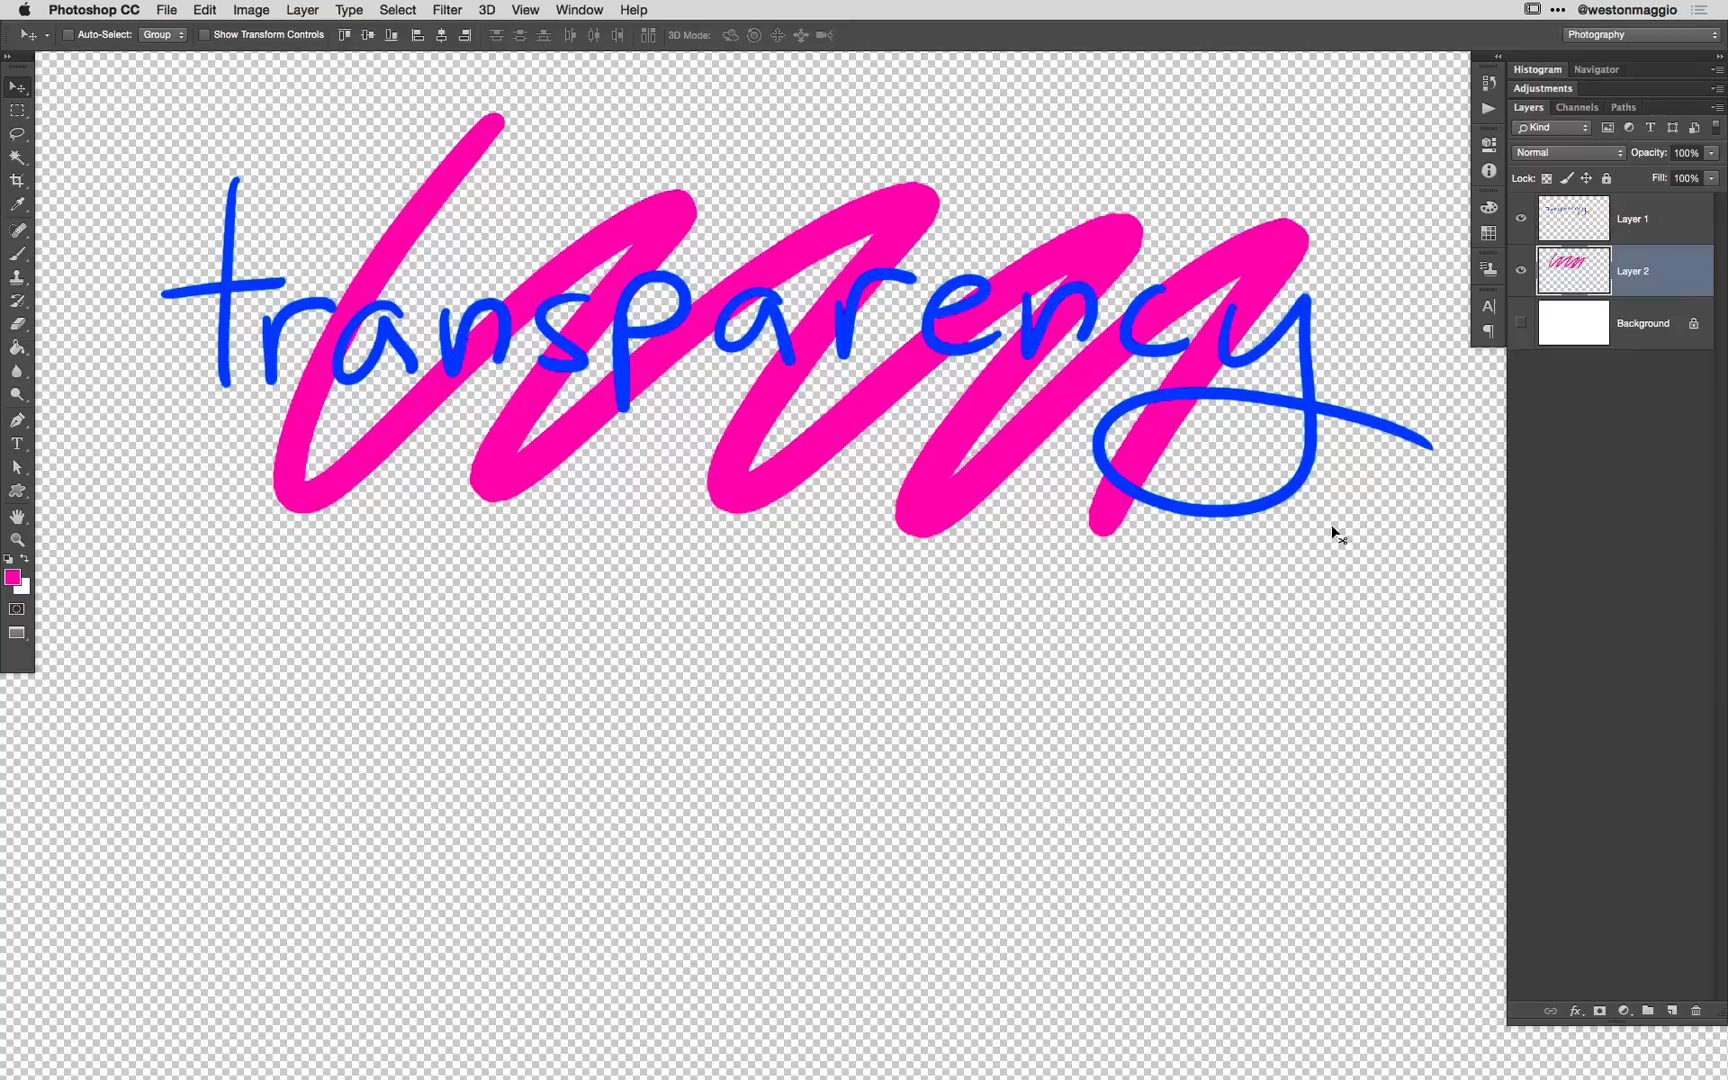 Photoshop CC File Edit Image Layer Type Select Filter 3D View Window Help @westonmaggio
Auto-Select: Group Show Transform Controls 3D Mode: Photography
Histogram Navigator
Adjustments
Layers Channels Paths
Kind
Normal Opacity: 100%
Lock: Fill: 100%
Layer 1
Layer 2
Background
transparency